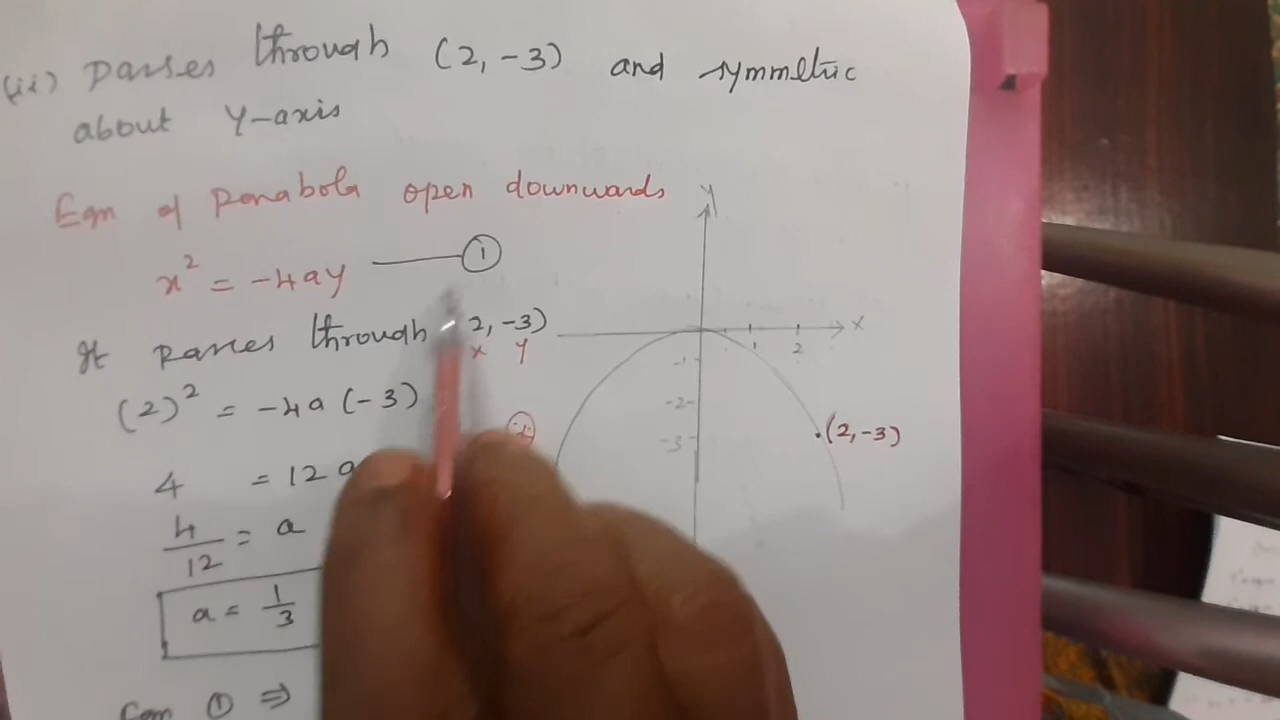 (ii) passes through (2, -3) and symmetric
about Y-axis
Eqn of Parabola open downwards
x² = -4ay ——— ①
It passes through 2, -3)
x y
(2)² = -4a (-3)
4 = 12a
4/12 = a
a = 1/3
Eqn ① ⇒
Y
X
1 2
-1
-2
-3
(2, -3)